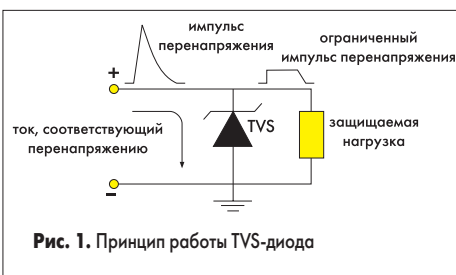 импульс
перенапряжения
ограниченный
импульс перенапряжения
+
ток, соответствующий
перенапряжению
TVS
защищаемая
нагрузка
-
Рис. 1. Принцип работы TVS-диода